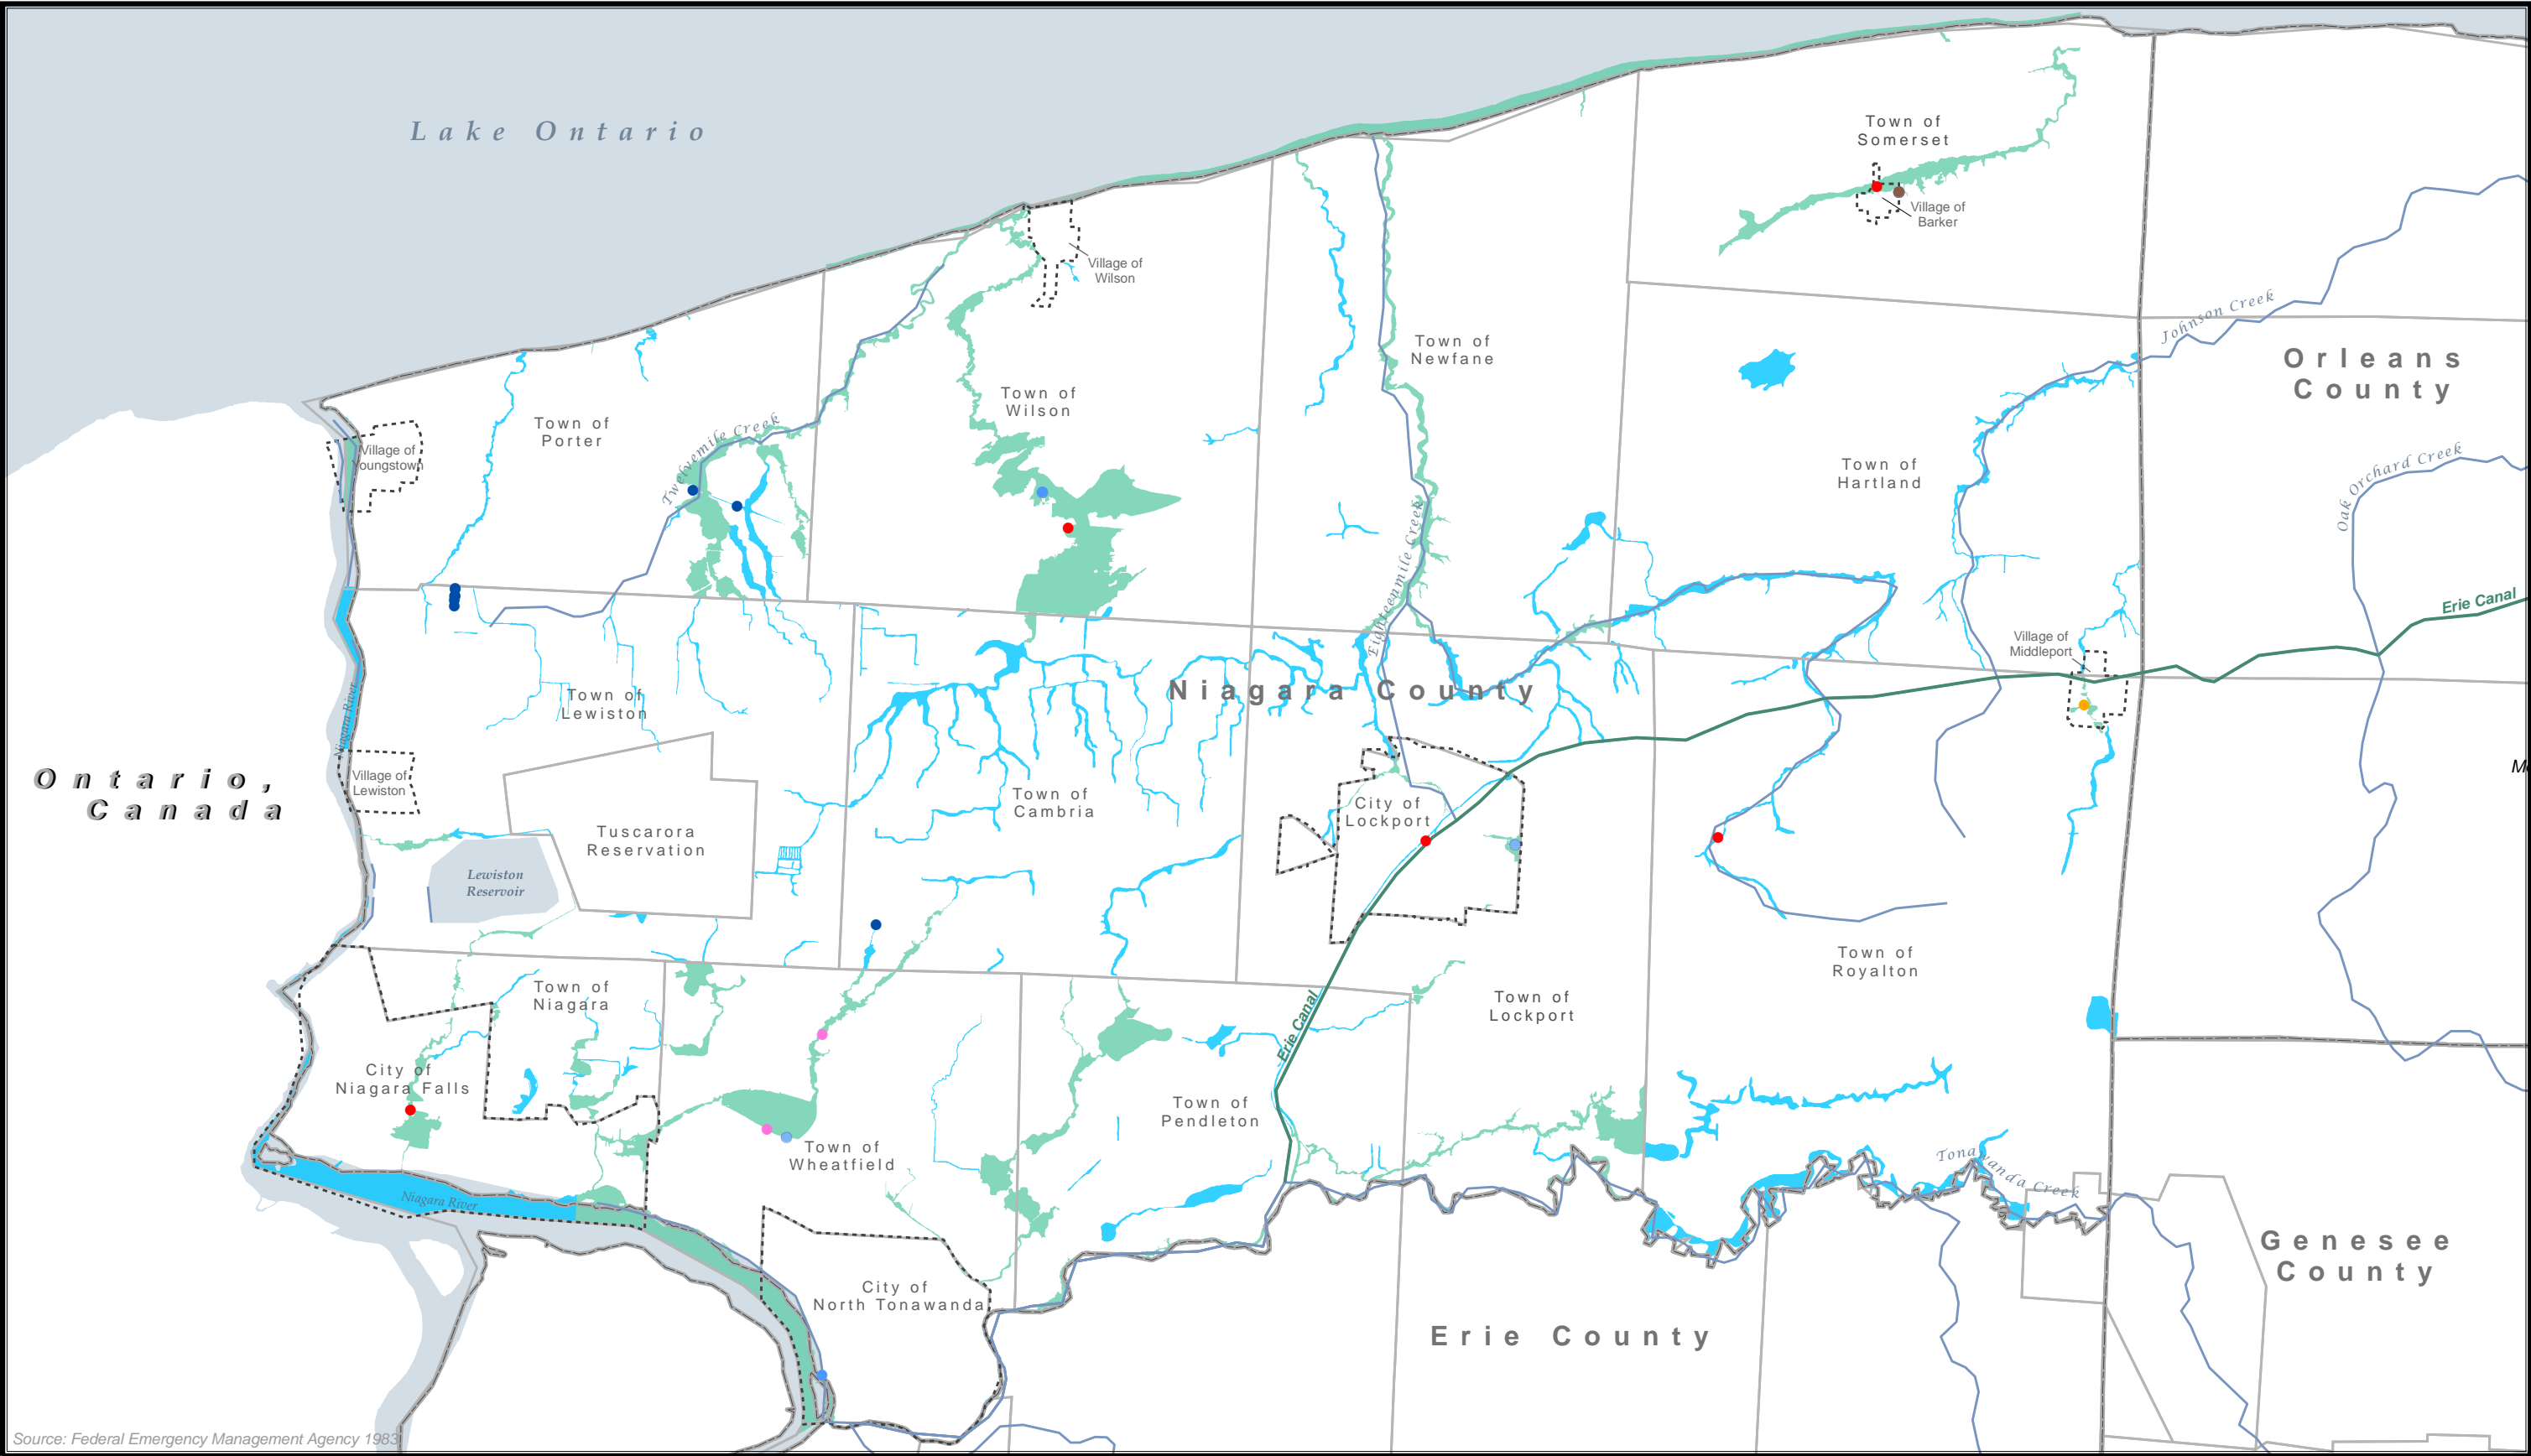 Lake Ontario
Town of
Somerset
Village of
Barker
Village of
Wilson
Johnson Creek
Town of
Newfane
Orleans
County
Town of
Wilson
Town of
Porter
Twelvemile Creek
Village of
Youngstown
Town of
Hartland
Oak Orchard Creek
Eighteenmile Creek
Erie Canal
Village of
Middleport
Niagara County
Town of
Lewiston
Niagara River
Ontario,
Canada
Village of
Lewiston
Town of
Cambria
City of
Lockport
Tuscarora
Reservation
Lewiston
Reservoir
Town of
Royalton
Town of
Niagara
Town of
Lockport
Erie Canal
City of
Niagara Falls
Town of
Pendleton
Town of
Wheatfield
Tonawanda Creek
Niagara River
Genesee
County
City of
North Tonawanda
Erie County
Source: Federal Emergency Management Agency 1983